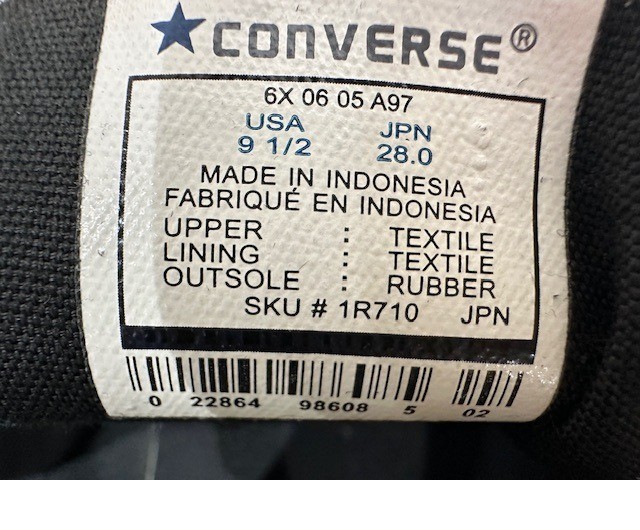 CONVERSE®
6X 06 05 A97
USA JPN
9 1/2 28.0
MADE IN INDONESIA
FABRIQUÉ EN INDONESIA
UPPER : TEXTILE
LINING : TEXTILE
OUTSOLE : RUBBER
SKU # 1R710 JPN
0 22864 98608 5 02